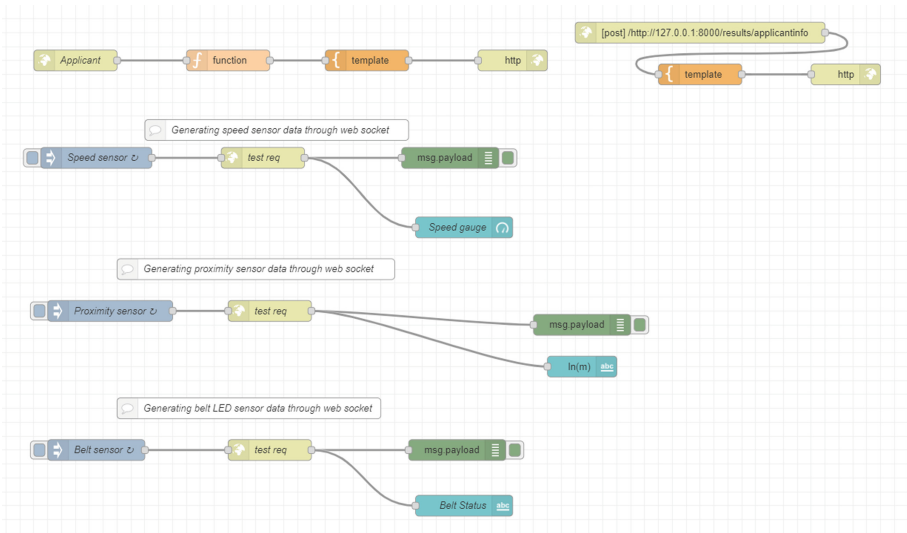 Applicant
function
template
http
[post] /http://127.0.0.1:8000/results/applicantinfo
template
http
Generating speed sensor data through web socket
Speed sensor ↻
test req
msg.payload
Speed gauge
Generating proximity sensor data through web socket
Proximity sensor ↻
test req
msg.payload
In(m)
abc
Generating belt LED sensor data through web socket
Belt sensor ↻
test req
msg.payload
Belt Status
abc